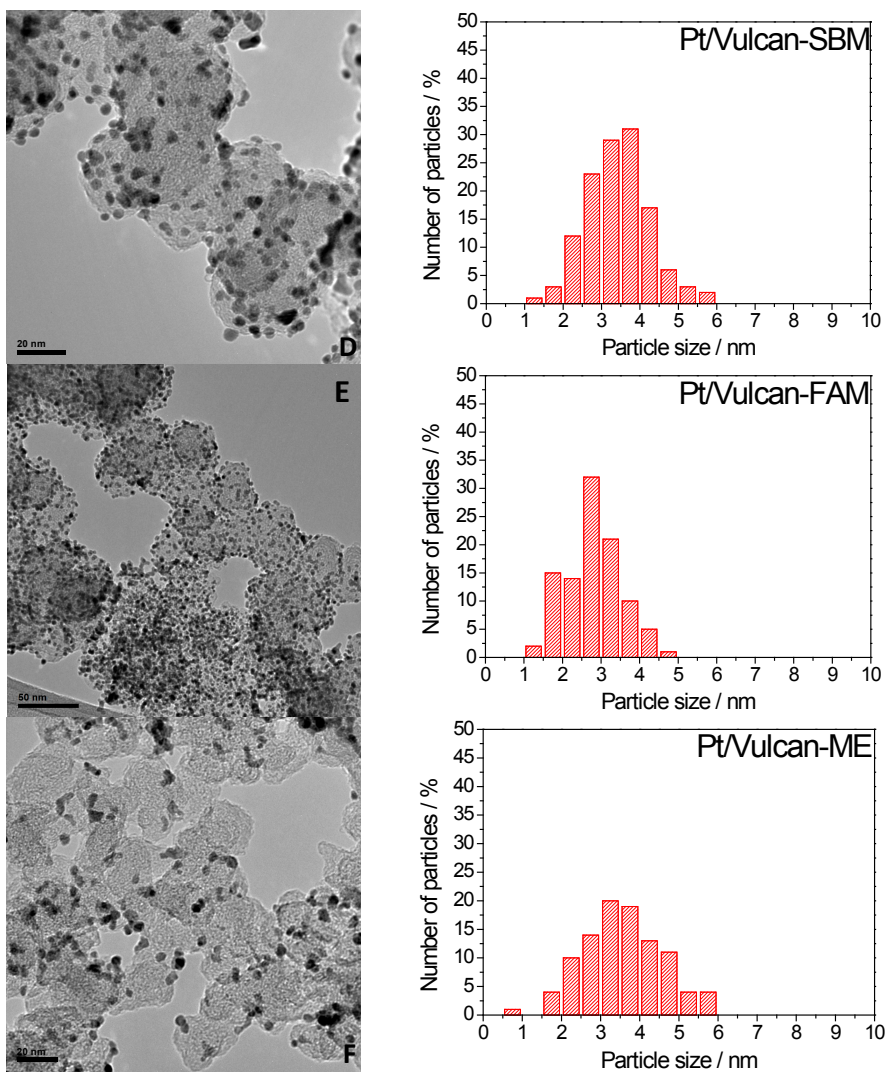 20 nm
D
Pt/Vulcan-SBM
50
45
40
35
30
25
20
15
10
5
0
Number of particles / %
0 1 2 3 4 5 6 7 8 9 10
Particle size / nm
E
50 nm
Pt/Vulcan-FAM
50
45
40
35
30
25
20
15
10
5
0
Number of particles / %
0 1 2 3 4 5 6 7 8 9 10
Particle size / nm
20 nm
F
Pt/Vulcan-ME
50
45
40
35
30
25
20
15
10
5
0
Number of particles / %
0 1 2 3 4 5 6 7 8 9 10
Particle size / nm